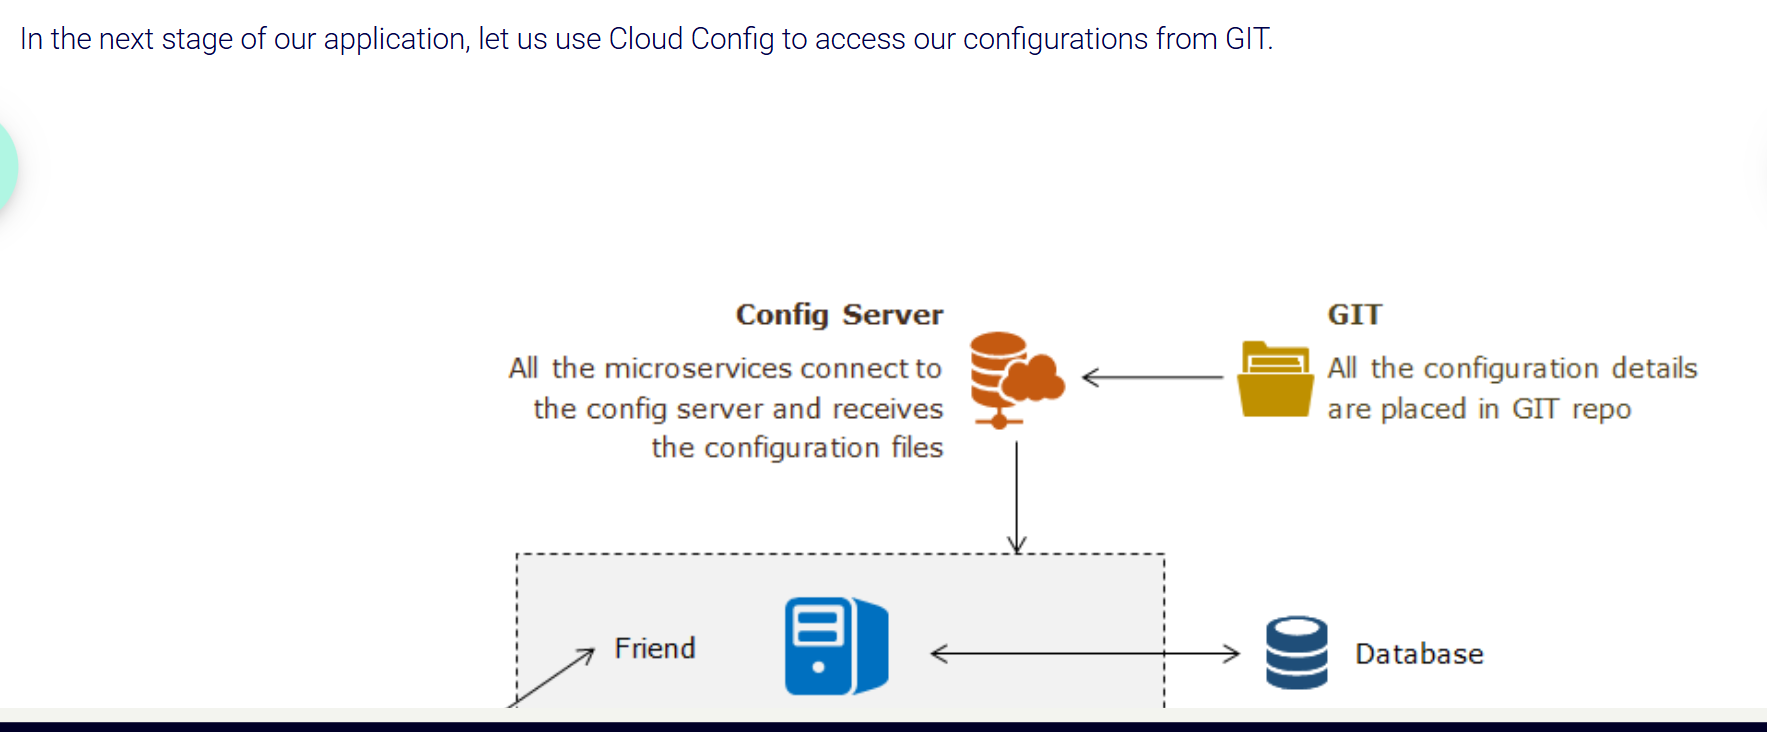 In the next stage of our application, let us use Cloud Config to access our configurations from GIT.
Config Server
All the microservices connect to
the config server and receives
the configuration files
GIT
All the configuration details
are placed in GIT repo
Friend
Database